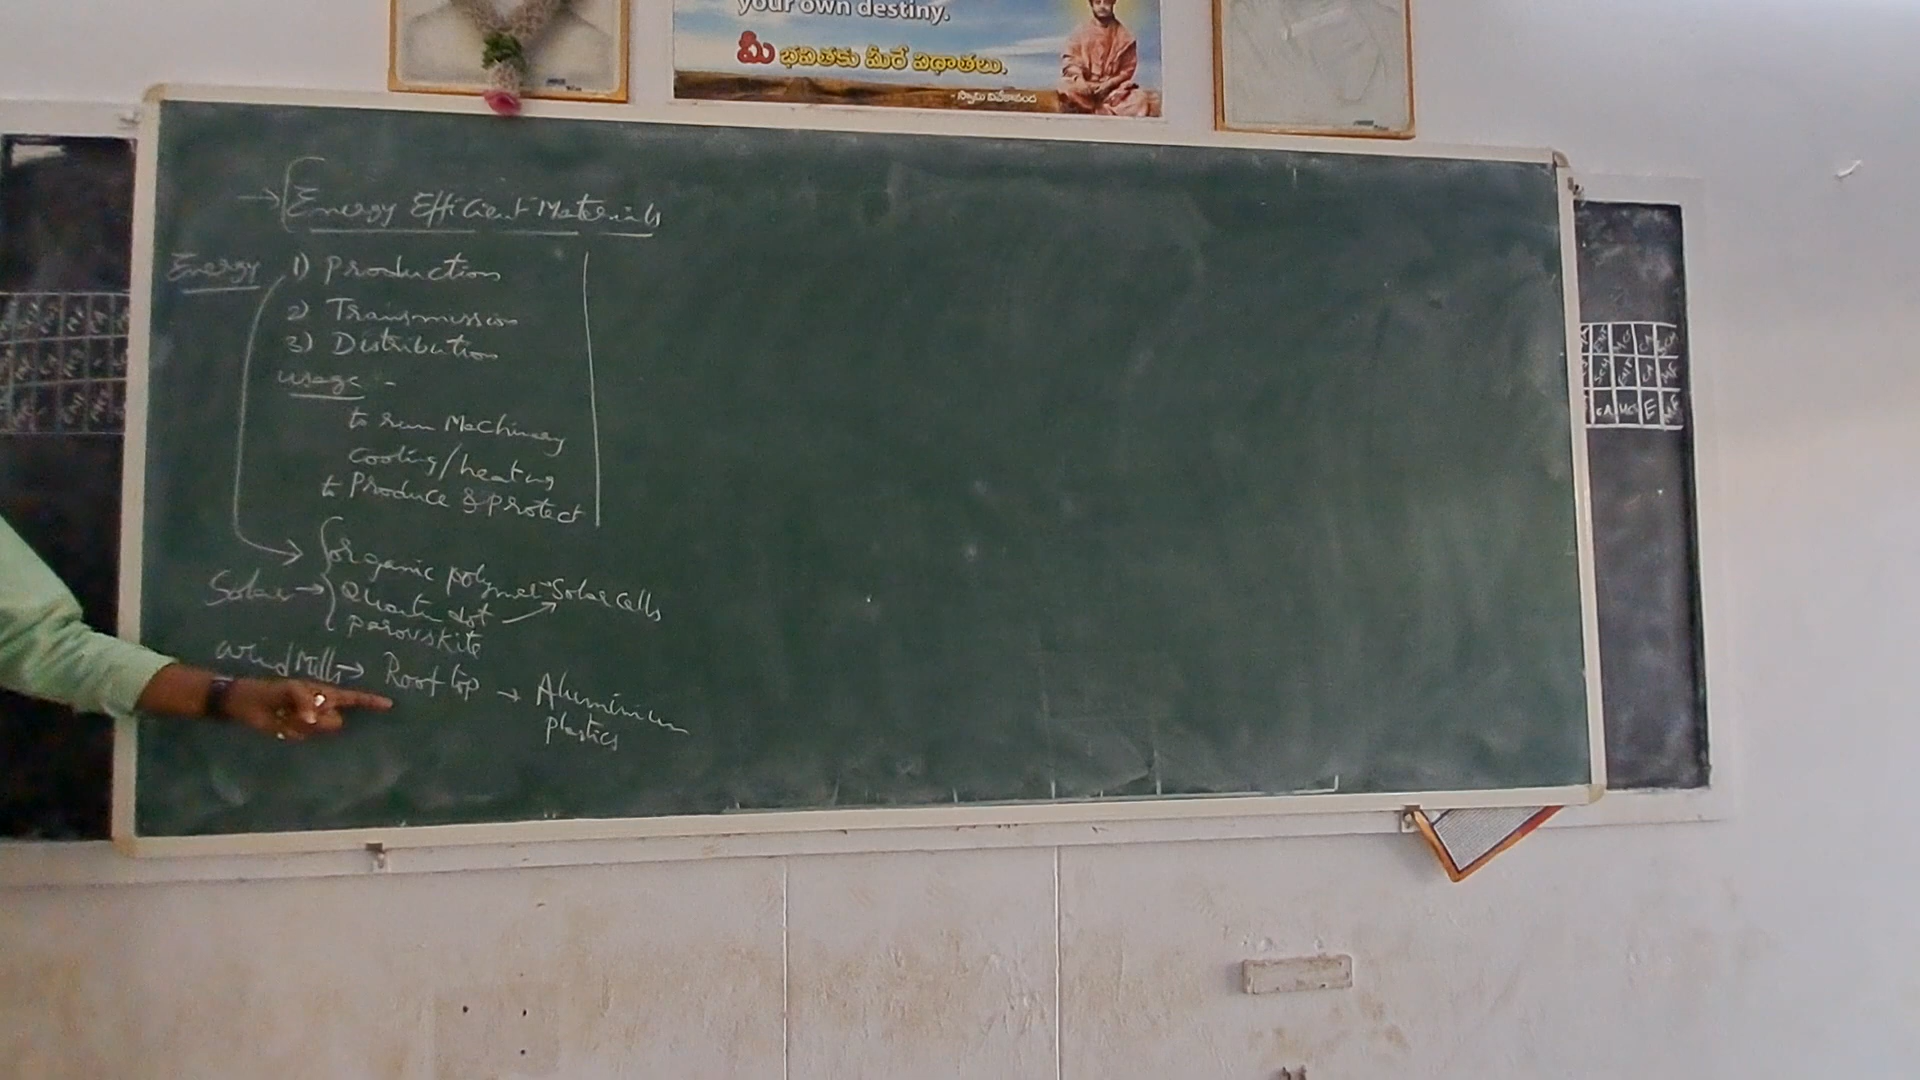 your own destiny.
మీ భవితకు మీరే విధాతలు.
- స్వామి వివేకానంద
→ Energy Efficient Materials
Energy 1) Production
2) Transmission
3) Distribution
usage -
to run Machinery
cooling/heating
to Produce & protect
organic polymer → Solar cells
Solar → Quantum dot
perovskite
wind Mills → Roof top → Aluminium
plastics